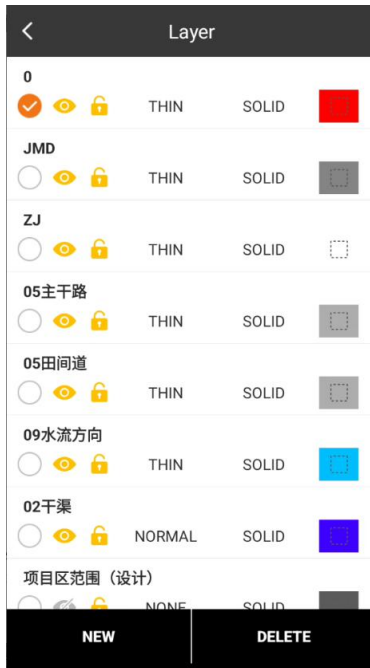 Layer
0
THIN SOLID
JMD
THIN SOLID
ZJ
THIN SOLID
05主干路
THIN SOLID
05田间道
THIN SOLID
09水流方向
THIN SOLID
02干渠
NORMAL SOLID
项目区范围（设计）
NONE SOLID
NEW DELETE